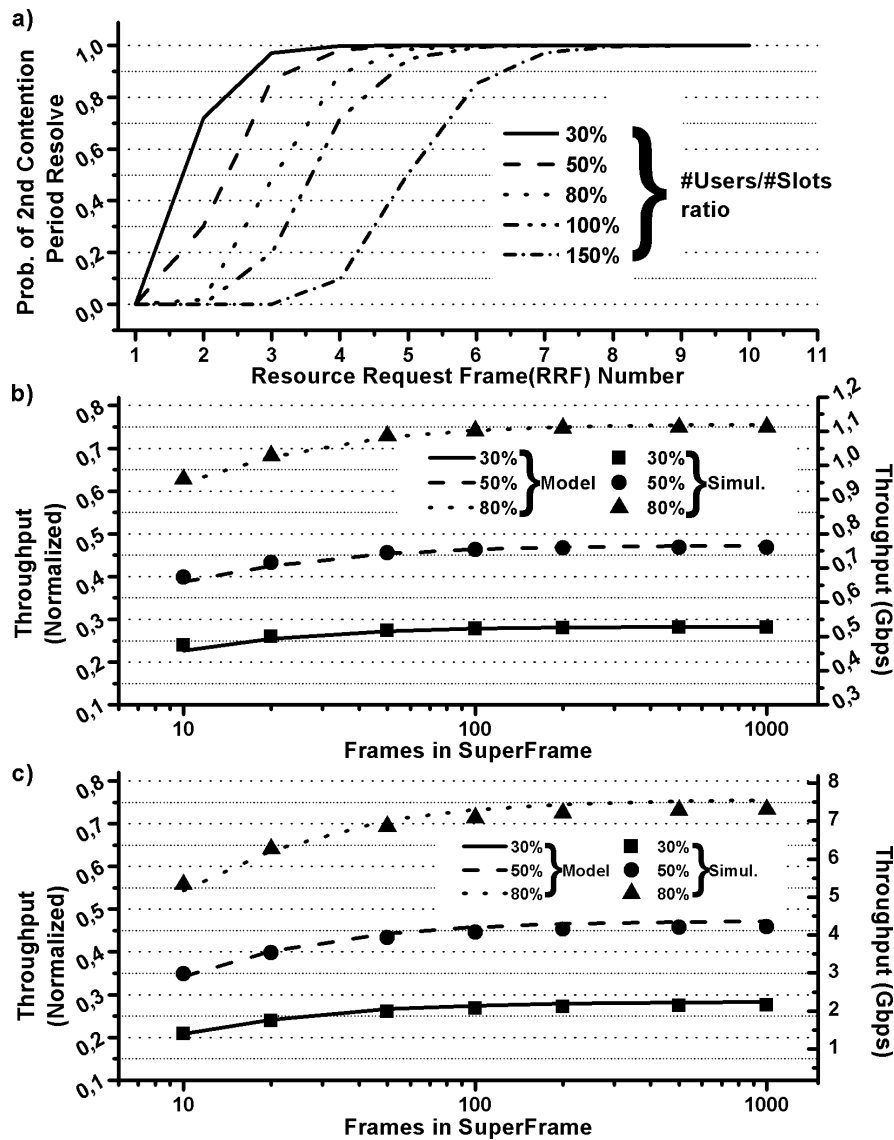 a)
1,0
0,8
0,6
0,4
0,2
0,0
Prob. of 2nd Contention
Period Resolve
30%
50%
80%
100%
150%
#Users/#Slots
ratio
1 2 3 4 5 6 7 8 9 10 11
Resource Request Frame(RRF) Number
b)
0,8
0,7
0,6
0,5
0,4
0,3
0,2
0,1
Throughput
(Normalized)
30%
50%
80%
Model
30%
50%
80%
Simul.
1,2
1,1
1,0
0,9
0,8
0,7
0,6
0,5
0,4
0,3
Throughput (Gbps)
10 100 1000
Frames in SuperFrame
c)
0,8
0,7
0,6
0,5
0,4
0,3
0,2
0,1
Throughput
(Normalized)
30%
50%
80%
Model
30%
50%
80%
Simul.
8
7
6
5
4
3
2
1
Throughput (Gbps)
10 100 1000
Frames in SuperFrame